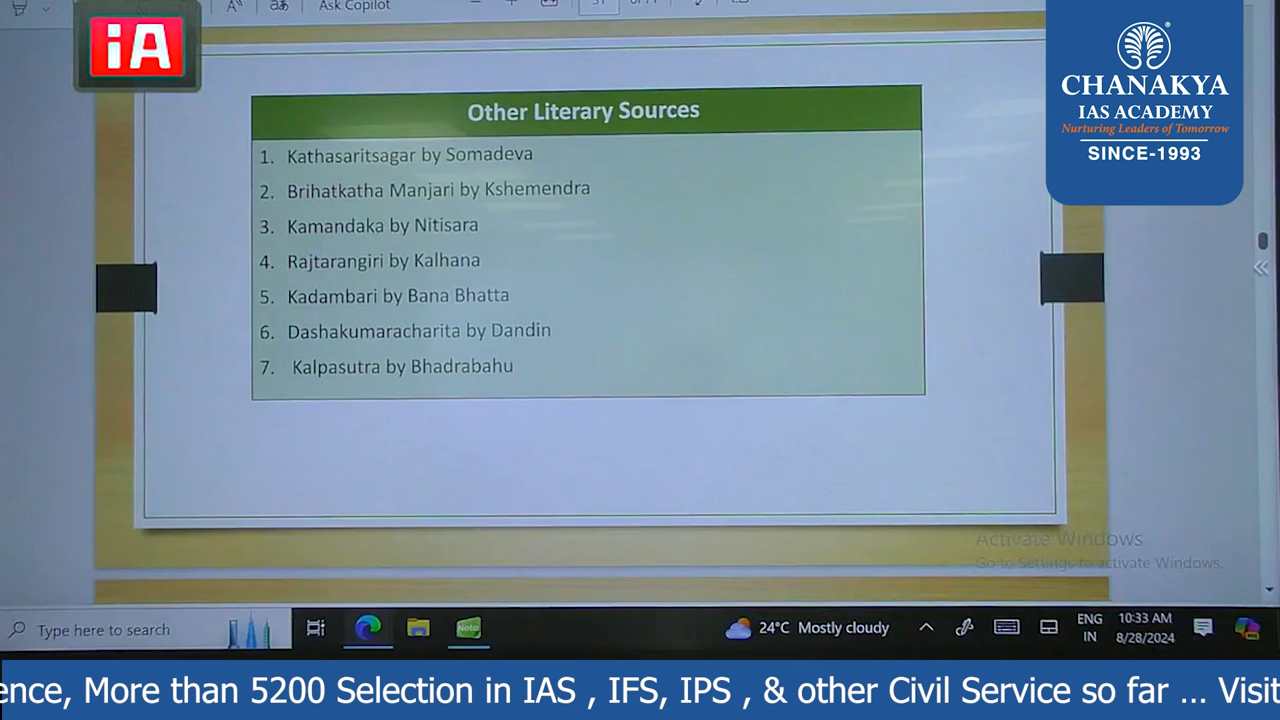 Ask Copilot
iA
CHANAKYA
IAS ACADEMY
Nurturing Leaders of Tomorrow
SINCE-1993
Other Literary Sources
1. Kathasaritsagar by Somadeva
2. Brihatkatha Manjari by Kshemendra
3. Kamandaka by Nitisara
4. Rajtarangiri by Kalhana
5. Kadambari by Bana Bhatta
6. Dashakumaracharita by Dandin
7. Kalpasutra by Bhadrabahu
Activate Windows
Go to Settings to activate Windows.
Type here to search
Note
24°C Mostly cloudy
ENG
IN
10:33 AM
8/28/2024
ence, More than 5200 Selection in IAS , IFS, IPS , & other Civil Service so far ... Visit